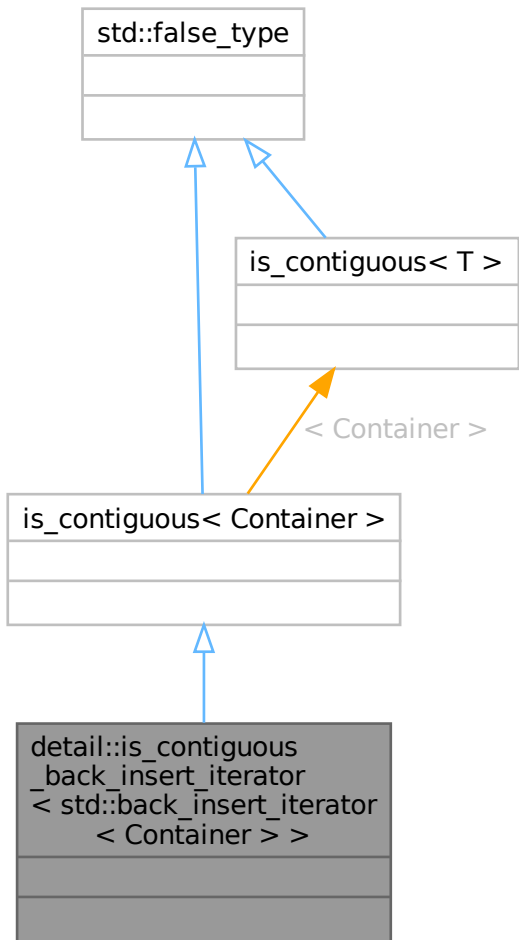 std::false_type
is_contiguous< T >
< Container >
is_contiguous< Container >
detail::is_contiguous
_back_insert_iterator
< std::back_insert_iterator
< Container > >